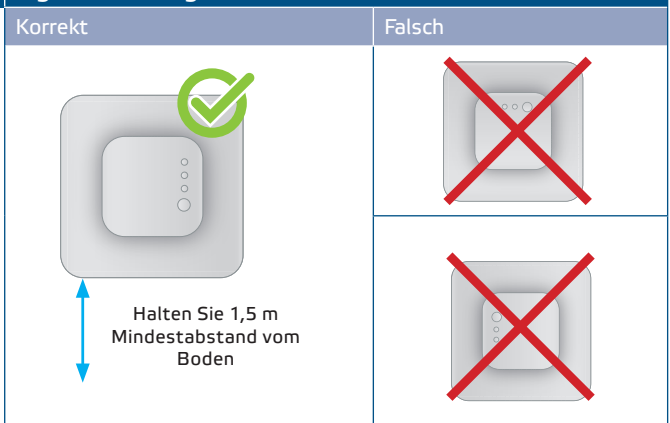 Korrekt
Falsch
Halten Sie 1,5 m
Mindestabstand vom
Boden